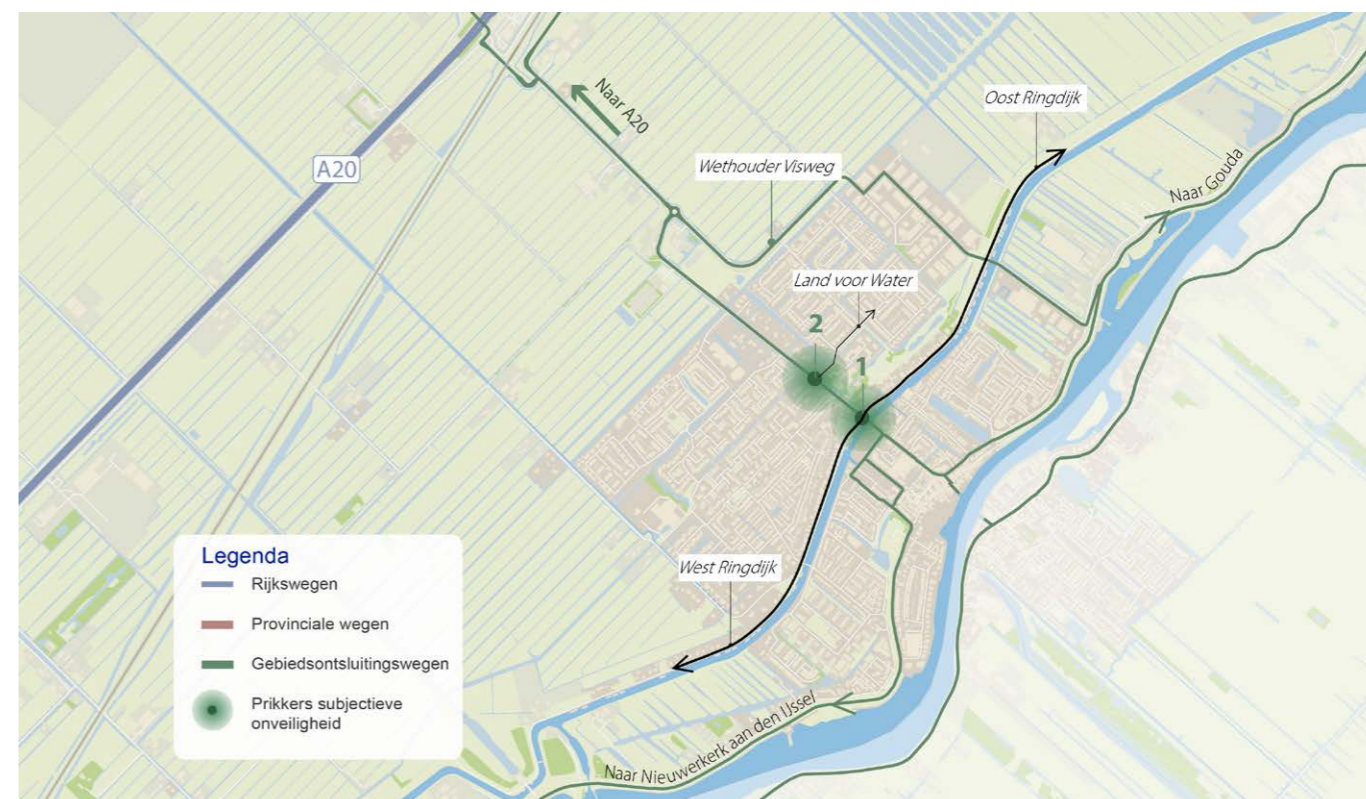 Naar A20
Oost Ringdijk
A20
Wethouder Visweg
Naar Gouda
Land voor Water
2
1
West Ringdijk
Legenda
Rijkswegen
Provinciale wegen
Gebiedsontsluitingswegen
Prikkers subjectieve
onveiligheid
Naar Nieuwerkerk aan den IJssel